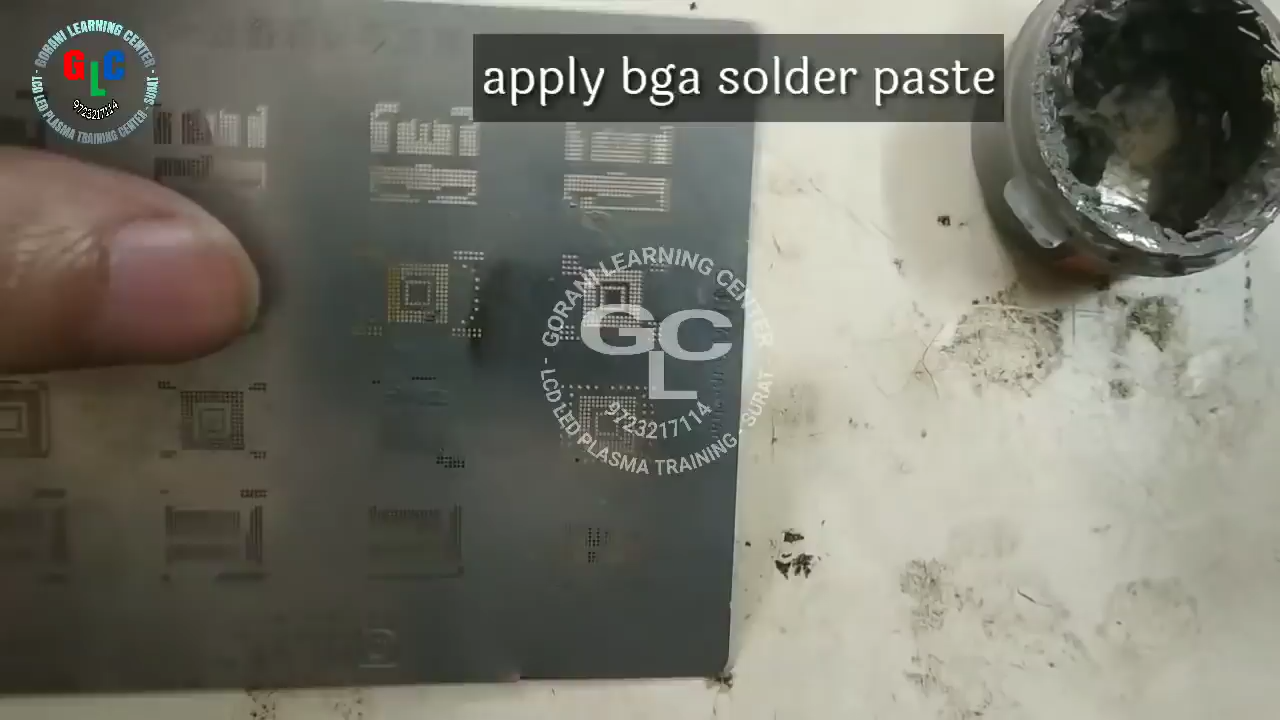 apply bga solder paste
GORANI LEARNING CENTER
GLC
9723217114
LCD LED PLASMA TRAINING CENTER, SURAT
GORANI LEARNING CENTER
GCL
9723217114
LCD LED PLASMA TRAINING, SURAT